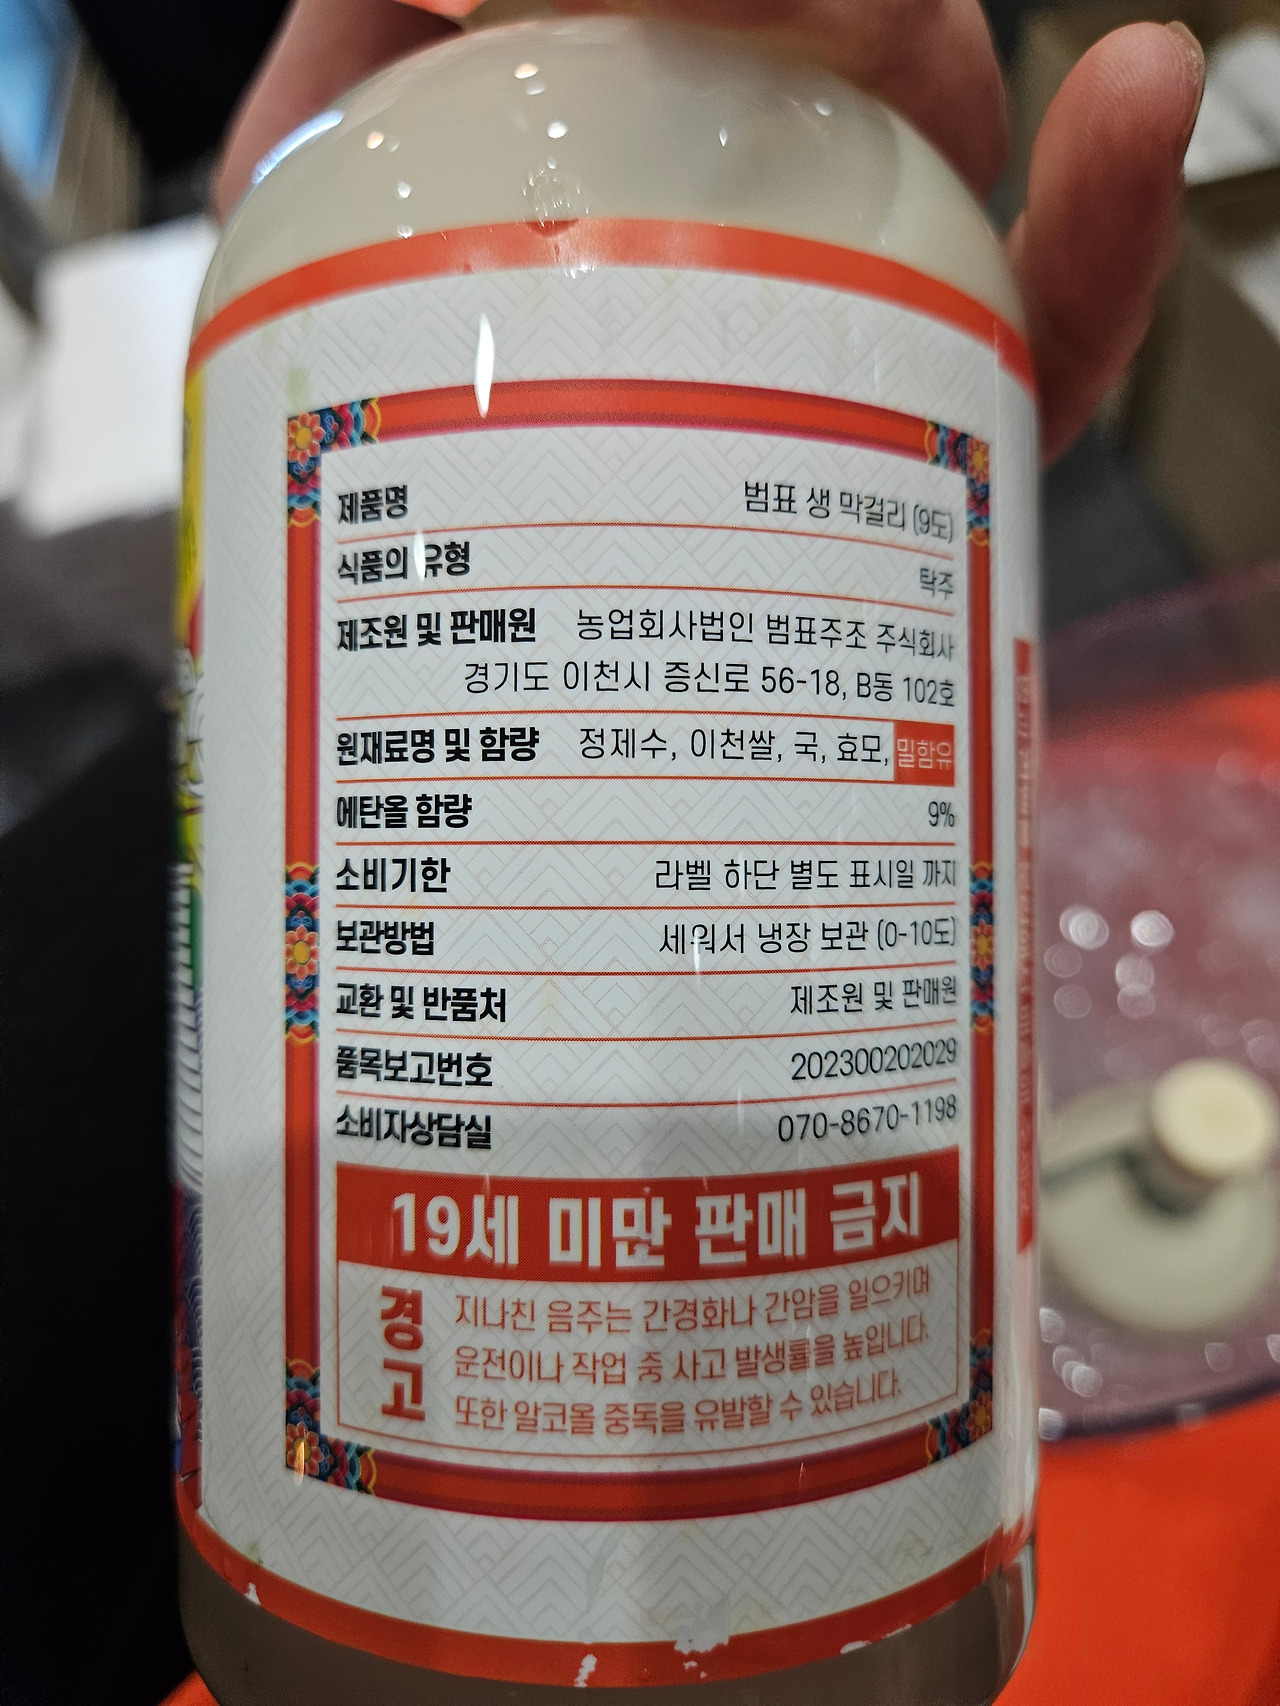 제품명 범표 생 막걸리 (9도)
식품의 유형 탁주
제조원 및 판매원 농업회사법인 범표주조 주식회사
경기도 이천시 증신로 56-18, B동 102호
원재료명 및 함량 정제수, 이천쌀, 국, 효모, 밀함유
에탄올 함량 9%
소비기한 라벨 하단 별도 표시일 까지
보관방법 세워서 냉장 보관 (0-10도)
교환 및 반품처 제조원 및 판매원
품목보고번호 202300202029
소비자상담실 070-8670-1198
19세 미만 판매 금지
경고
지나친 음주는 간경화나 간암을 일으키며
운전이나 작업 중 사고 발생률을 높입니다.
또한 알코올 중독을 유발할 수 있습니다.